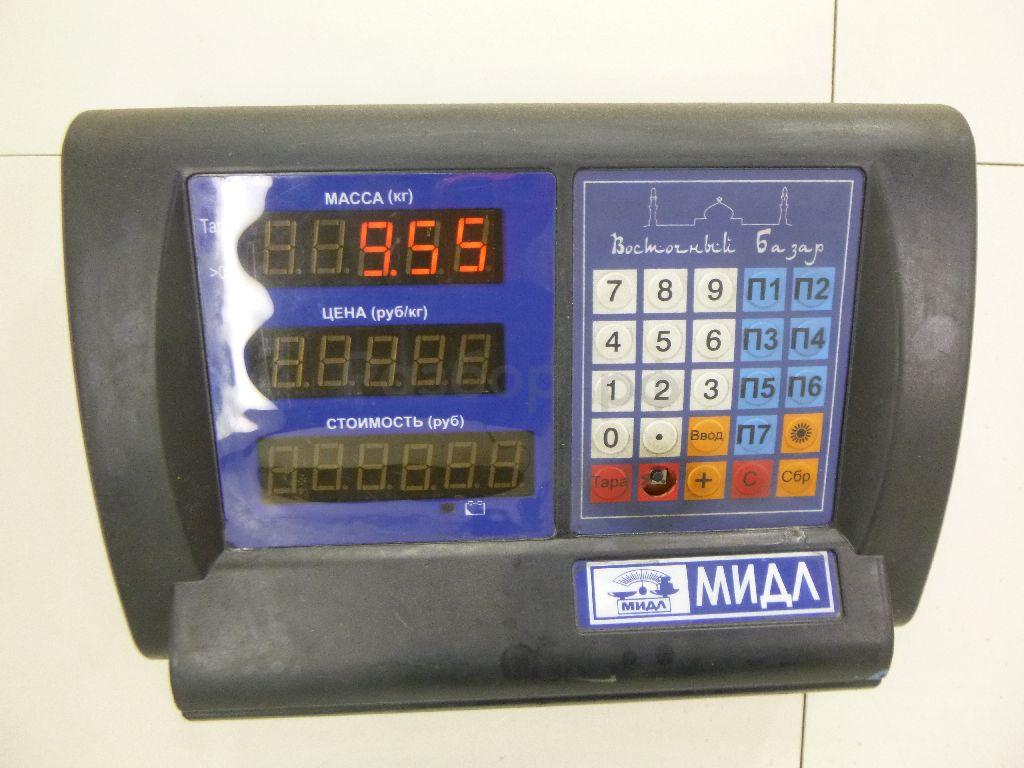 МАССА (кг)
9.55
ЦЕНА (руб/кг)
СТОИМОСТЬ (руб)
Восточный Базар
7 8 9 П1 П2
4 5 6 П3 П4
1 2 3 П5 П6
0 . Ввод П7
Тара + С Сбр
МИДЛ
МИДЛ